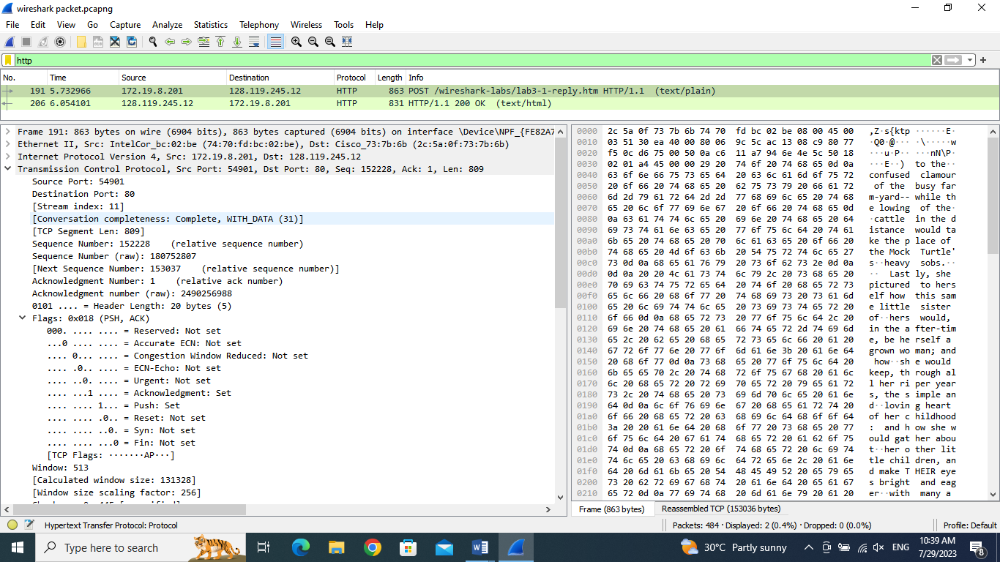 wireshark packet.pcapng
File Edit View Go Capture Analyze Statistics Telephony Wireless Tools Help
http
No. Time Source Destination Protocol Length Info
191 5.732966 172.19.8.201 128.119.245.12 HTTP 863 POST /wireshark-labs/lab3-1-reply.htm HTTP/1.1 (text/plain)
206 6.054101 128.119.245.12 172.19.8.201 HTTP 831 HTTP/1.1 200 OK (text/html)
Frame 191: 863 bytes on wire (6904 bits), 863 bytes captured (6904 bits) on interface \Device\NPF_{FE82A7
Ethernet II, Src: IntelCor_bc:02:be (74:70:fd:bc:02:be), Dst: Cisco_73:7b:6b (2c:5a:0f:73:7b:6b)
Internet Protocol Version 4, Src: 172.19.8.201, Dst: 128.119.245.12
Transmission Control Protocol, Src Port: 54901, Dst Port: 80, Seq: 152228, Ack: 1, Len: 809
Source Port: 54901
Destination Port: 80
[Stream index: 11]
[Conversation completeness: Complete, WITH_DATA (31)]
[TCP Segment Len: 809]
Sequence Number: 152228 (relative sequence number)
Sequence Number (raw): 180752807
[Next Sequence Number: 153037 (relative sequence number)]
Acknowledgment Number: 1 (relative ack number)
Acknowledgment number (raw): 2490256988
0101 .... = Header Length: 20 bytes (5)
Flags: 0x018 (PSH, ACK)
000. .... .... = Reserved: Not set
...0 .... .... = Accurate ECN: Not set
.... 0... .... = Congestion Window Reduced: Not set
.... .0.. .... = ECN-Echo: Not set
.... ..0. .... = Urgent: Not set
.... ...1 .... = Acknowledgment: Set
.... .... 1... = Push: Set
.... .... .0.. = Reset: Not set
.... .... ..0. = Syn: Not set
.... .... ...0 = Fin: Not set
[TCP Flags: ·······AP···]
Window: 513
[Calculated window size: 131328]
[Window size scaling factor: 256]
0000 2c 5a 0f 73 7b 6b 74 70 fd bc 02 be 08 00 45 00 ,Z·s{ktp ······E·
0010 03 51 30 ea 40 00 80 06 9c 5c ac 13 08 c9 80 77 ·Q0·@··· ·\·····w
0020 f5 0c d6 75 00 50 0a c6 11 a7 94 6e 4e 5c 50 18 ···u·P·· ···nN\P·
0030 02 01 a4 45 00 00 29 20 74 6f 20 74 68 65 0d 0a ···E··) to the··
0040 63 6f 6e 66 75 73 65 64 20 63 6c 61 6d 6f 75 72 confused clamour
0050 20 6f 66 20 74 68 65 20 62 75 73 79 20 66 61 72 of the busy far
0060 6d 2d 79 61 72 64 2d 2d 77 68 69 6c 65 20 74 68 m-yard-- while th
0070 65 20 6c 6f 77 69 6e 67 20 6f 66 20 74 68 65 0d e lowing of the·
0080 0a 63 61 74 74 6c 65 20 69 6e 20 74 68 65 20 64 ·cattle in the d
0090 69 73 74 61 6e 63 65 20 77 6f 75 6c 64 20 74 61 istance would ta
00a0 6b 65 20 74 68 65 20 70 6c 61 63 65 20 6f 66 20 ke the p lace of
00b0 74 68 65 20 4d 6f 63 6b 20 54 75 72 74 6c 65 27 the Mock Turtle'
00c0 73 0d 0a 68 65 61 76 79 20 73 6f 62 73 2e 0d 0a s··heavy sobs.··
00d0 0d 0a 20 20 4c 61 73 74 6c 79 2c 20 73 68 65 20 ·· Last ly, she
00e0 70 69 63 74 75 72 65 64 20 74 6f 20 68 65 72 73 pictured to hers
00f0 65 6c 66 20 68 6f 77 20 74 68 69 73 20 73 61 6d elf how this sam
0100 65 20 6c 69 74 74 6c 65 20 73 69 73 74 65 72 20 e little sister
0110 6f 66 0d 0a 68 65 72 73 20 77 6f 75 6c 64 2c 20 of··hers would,
0120 69 6e 20 74 68 65 20 61 66 74 65 72 2d 74 69 6d in the a fter-tim
0130 65 2c 20 62 65 20 68 65 72 73 65 6c 66 20 61 20 e, be he rself a
0140 67 72 6f 77 6e 20 77 6f 6d 61 6e 3b 20 61 6e 64 grown wo man; and
0150 20 68 6f 77 0d 0a 73 68 65 20 77 6f 75 6c 64 20 how··sh e would
0160 6b 65 65 70 2c 20 74 68 72 6f 75 67 68 20 61 6c keep, th rough al
0170 6c 20 68 65 72 20 72 69 70 65 72 20 79 65 61 72 l her ri per year
0180 73 2c 20 74 68 65 20 73 69 6d 70 6c 65 20 61 6e s, the s imple an
0190 64 0d 0a 6c 6f 76 69 6e 67 20 68 65 61 72 74 20 d··lovin g heart
01a0 6f 66 20 68 65 72 20 63 68 69 6c 64 68 6f 6f 64 of her c hildhood
01b0 3a 20 20 61 6e 64 20 68 6f 77 20 73 68 65 20 77 : and h ow she w
01c0 6f 75 6c 64 20 67 61 74 68 65 72 20 61 62 6f 75 ould gat her abou
01d0 74 0d 0a 68 65 72 20 6f 74 68 65 72 20 6c 69 74 t··her o ther lit
01e0 74 6c 65 20 63 68 69 6c 64 72 65 6e 2c 20 61 6e tle chil dren, an
01f0 64 20 6d 61 6b 65 20 54 48 45 49 52 20 65 79 65 d make T HEIR eye
0200 73 20 62 72 69 67 68 74 20 61 6e 64 20 65 61 67 s bright and eag
0210 65 72 0d 0a 77 69 74 68 20 6d 61 6e 79 20 61 20 er··with many a
Frame (863 bytes) Reassembled TCP (153036 bytes)
Hypertext Transfer Protocol: Protocol Packets: 484 · Displayed: 2 (0.4%) · Dropped: 0 (0.0%) Profile: Default
Type here to search 30°C Partly sunny ENG 10:39 AM
7/29/2023 8